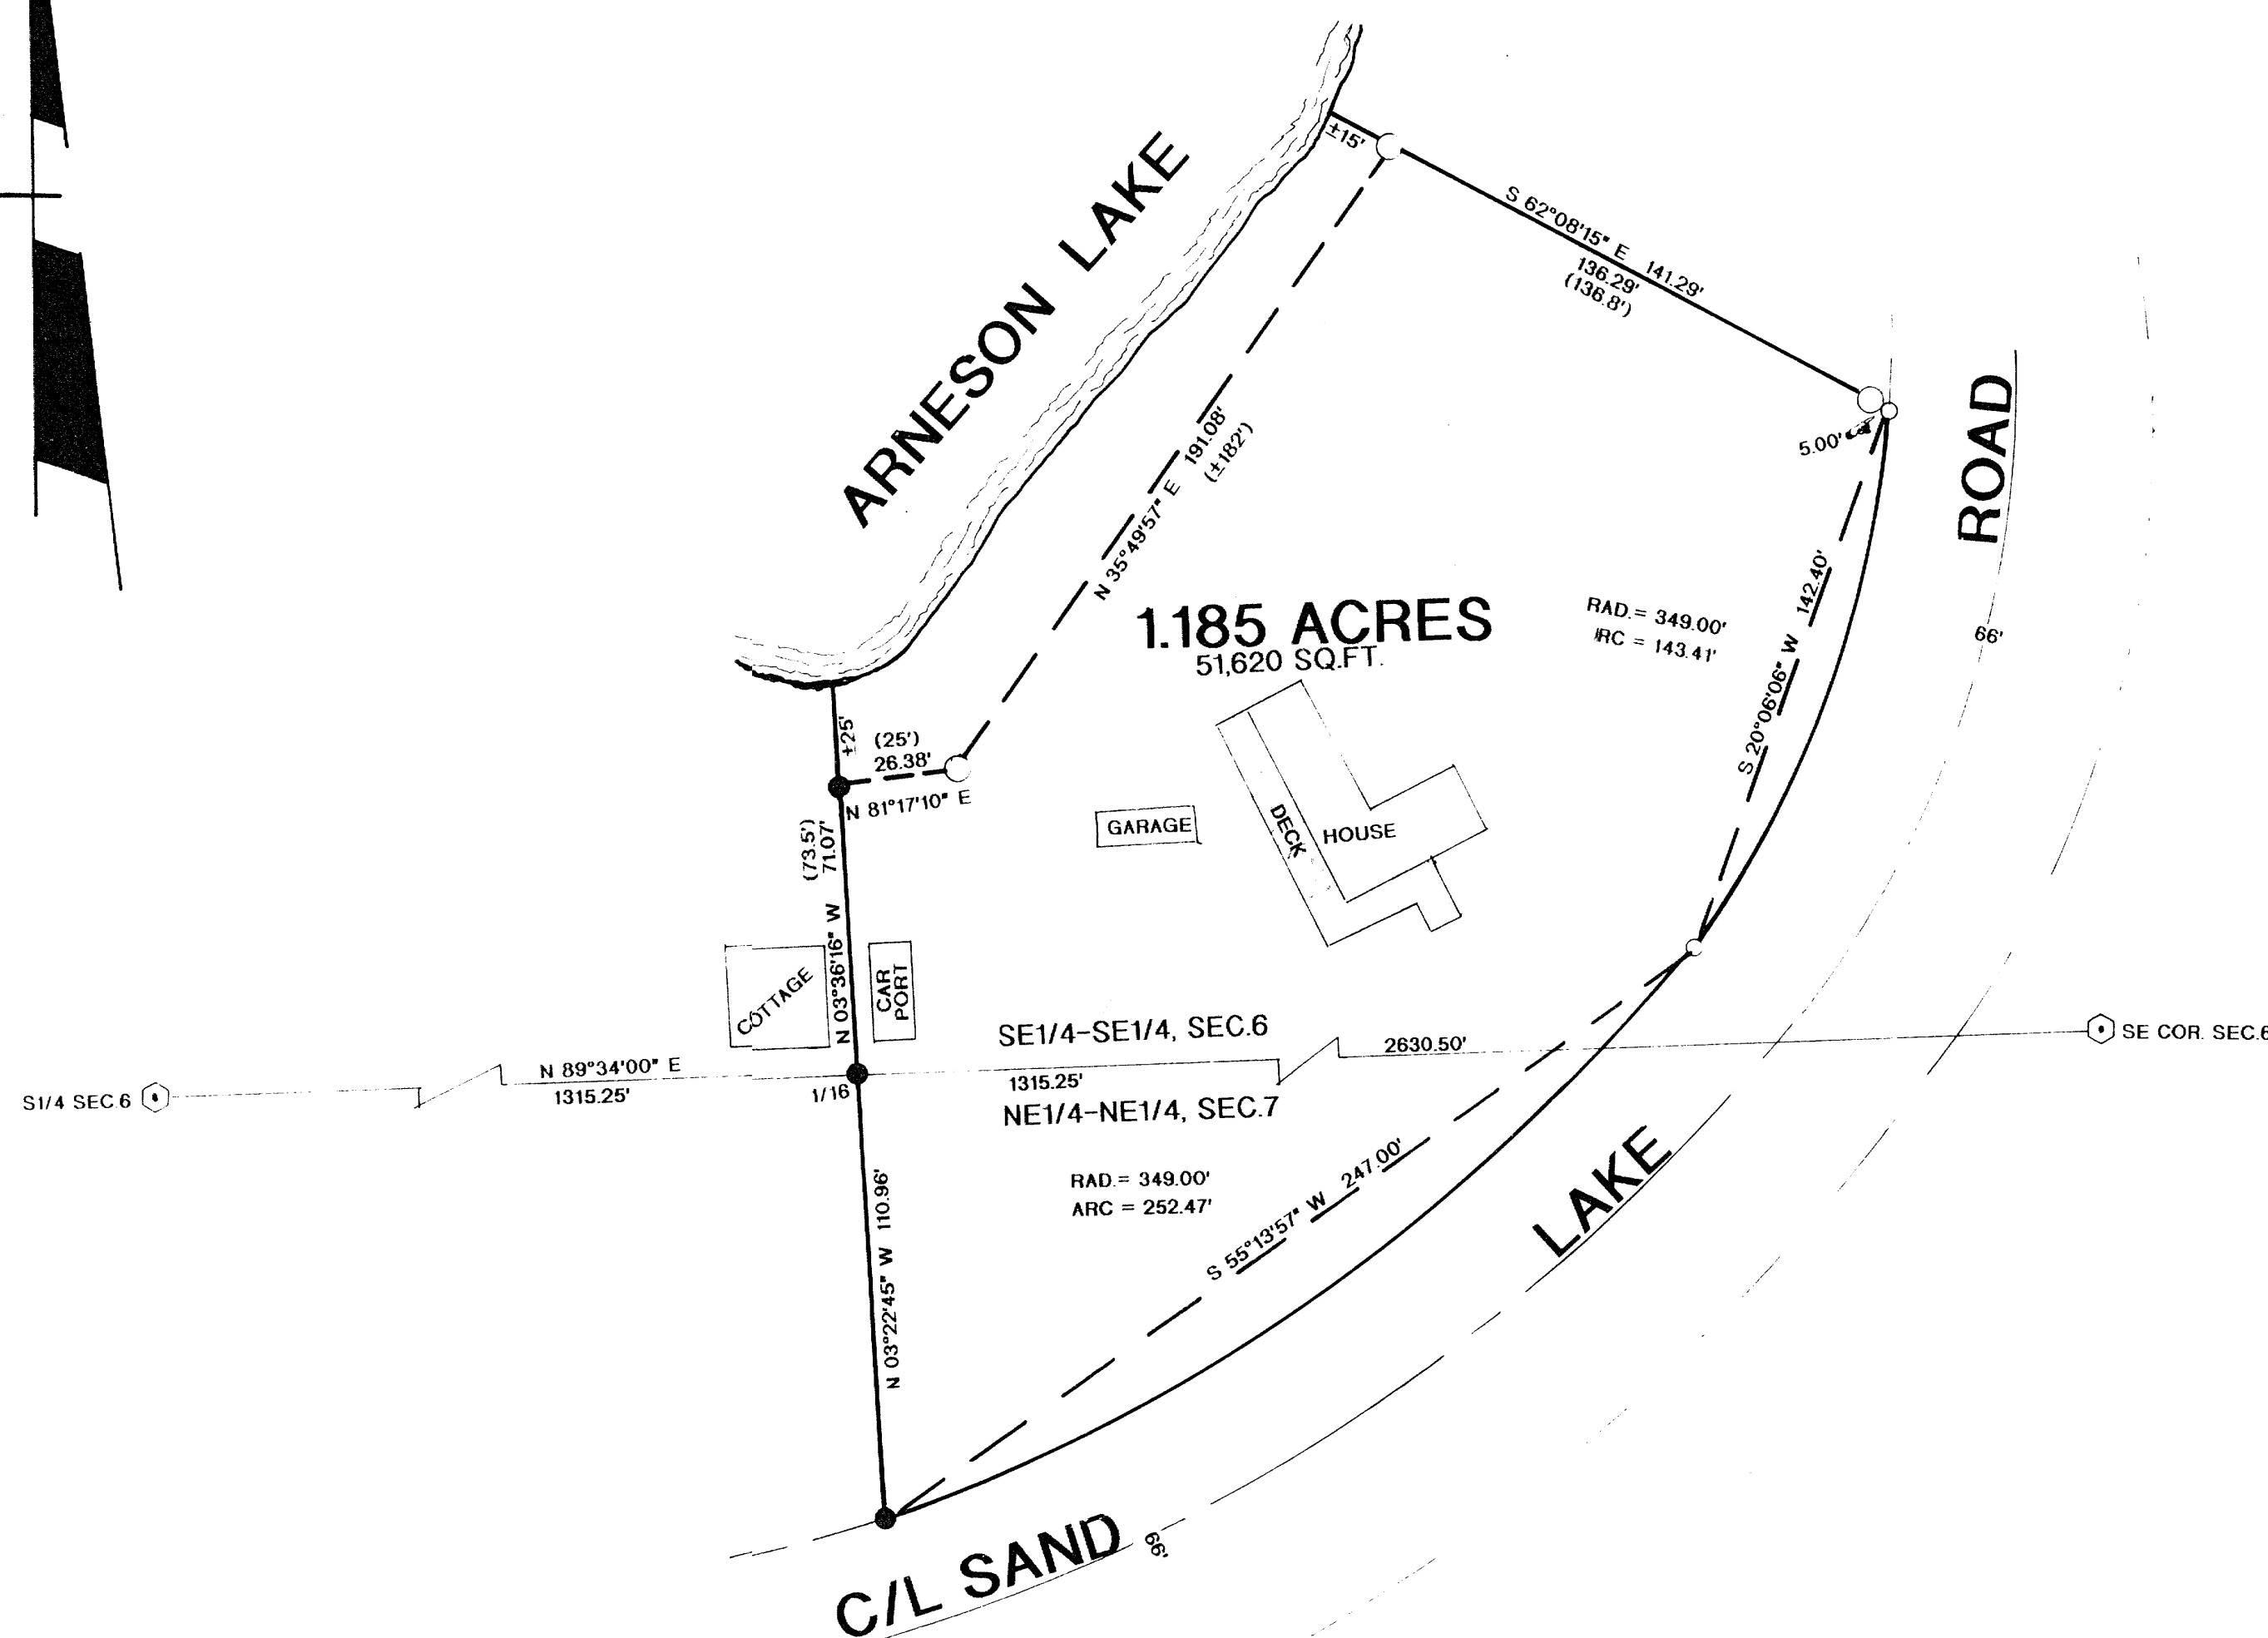 ARNESON LAKE
±15'
S 62°08'15" E 141.29'
136.29'
(136.8')
5.00'
ROAD
N 35°49'57" E 191.08'
(±182')
1.185 ACRES
51,620 SQ.FT.
RAD.= 349.00'
RC = 143.41'
S 20°06'06" W 142.40'
66'
±25'
(25')
26.38'
N 81°17'10" E
(73.5')
71.07'
N 03°36'16" W
GARAGE
DECK
HOUSE
COTTAGE
CAR
PORT
SE1/4-SE1/4, SEC.6
2630.50'
SE COR. SEC.6
N 89°34'00" E
1315.25'
S1/4 SEC.6
1/16
1315.25'
NE1/4-NE1/4, SEC.7
RAD.= 349.00'
ARC = 252.47'
N 03°22'45" W 110.96'
S 55°13'57" W 247.00'
LAKE
C/L SAND
66'